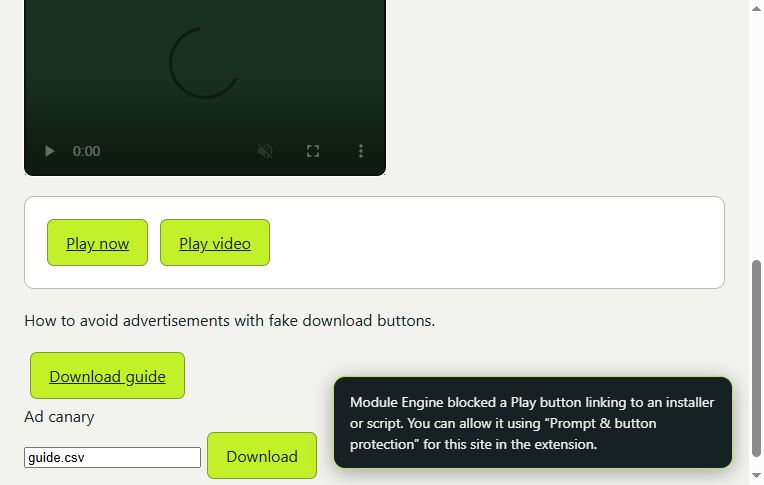 0:00
Play now Play video
How to avoid advertisements with fake download buttons.
Download guide
Ad canary
guide.csv Download
Module Engine blocked a Play button linking to an installer
or script. You can allow it using “Prompt & button
protection” for this site in the extension.